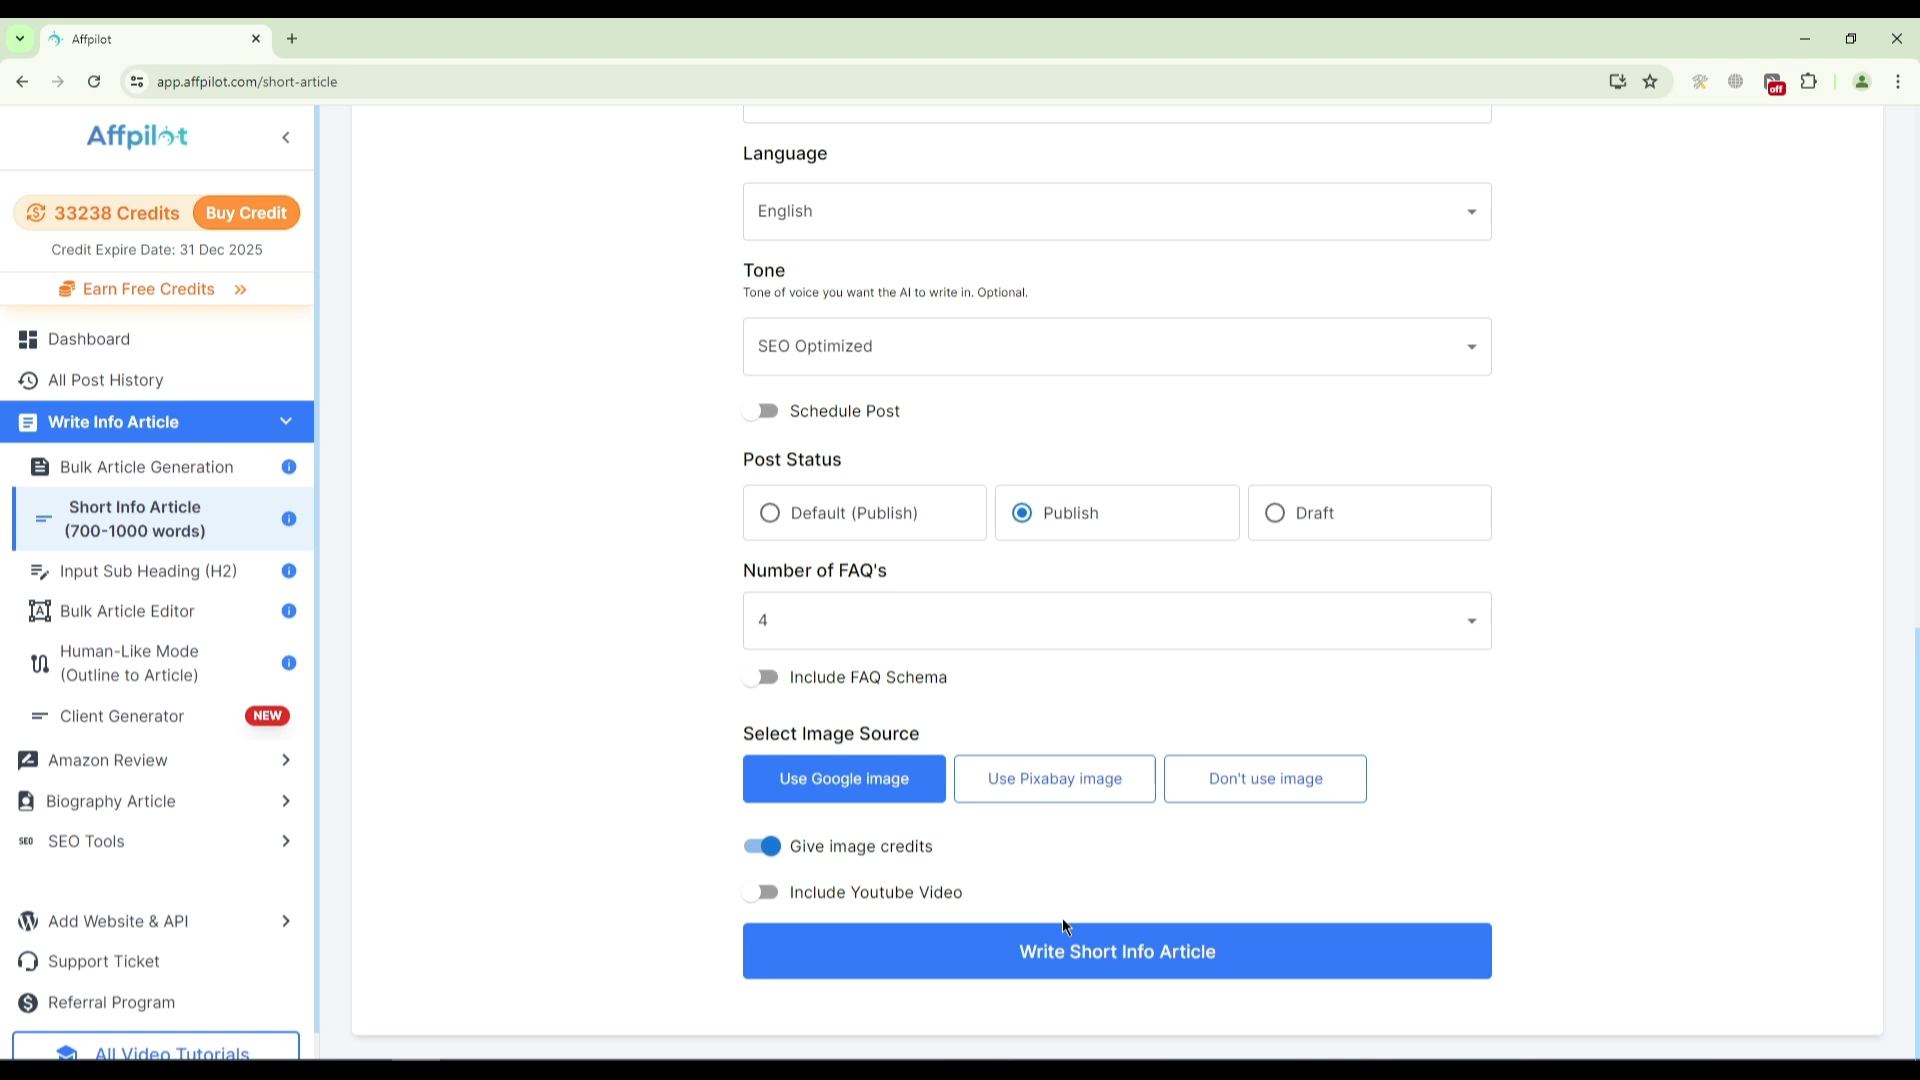 Affpilot
app.affpilot.com/short-article
off
Affpilot
33238 Credits
Buy Credit
Credit Expire Date: 31 Dec 2025
Earn Free Credits
Dashboard
All Post History
Write Info Article
Bulk Article Generation
Short Info Article
(700-1000 words)
Input Sub Heading (H2)
Bulk Article Editor
Human-Like Mode
(Outline to Article)
Client Generator
NEW
Amazon Review
Biography Article
SEO SEO Tools
Add Website & API
Support Ticket
Referral Program
All Video Tutorials
Language
English
Tone
Tone of voice you want the AI to write in. Optional.
SEO Optimized
Schedule Post
Post Status
Default (Publish)
Publish
Draft
Number of FAQ's
4
Include FAQ Schema
Select Image Source
Use Google image
Use Pixabay image
Don't use image
Give image credits
Include Youtube Video
Write Short Info Article